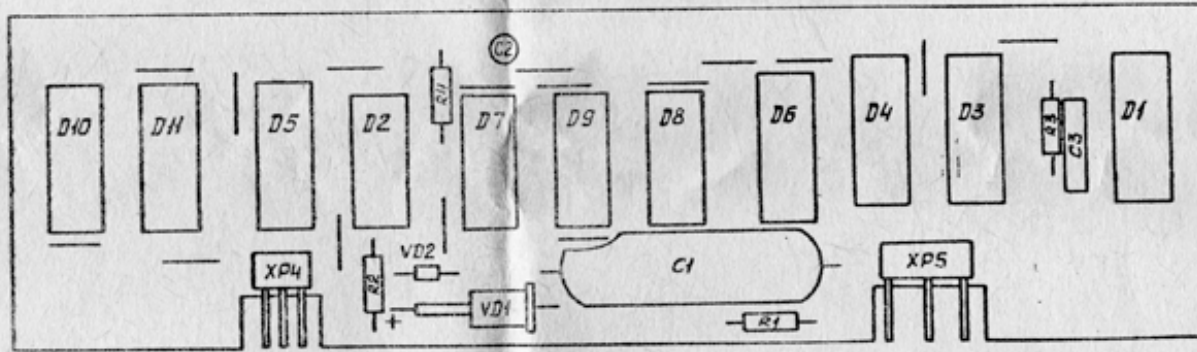 C2
D10
D11
D5
D2
R11
D7
D9
D8
D6
D4
D3
R3
C3
D1
XP4
R2
VD2
VD1
+
C1
R1
XP5